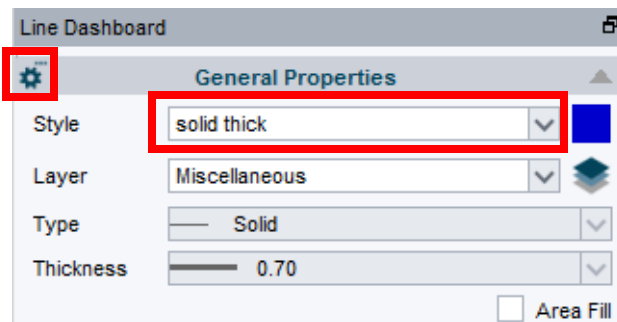 Line Dashboard
General Properties
Style solid thick
Layer Miscellaneous
Type Solid
Thickness 0.70
Area Fill